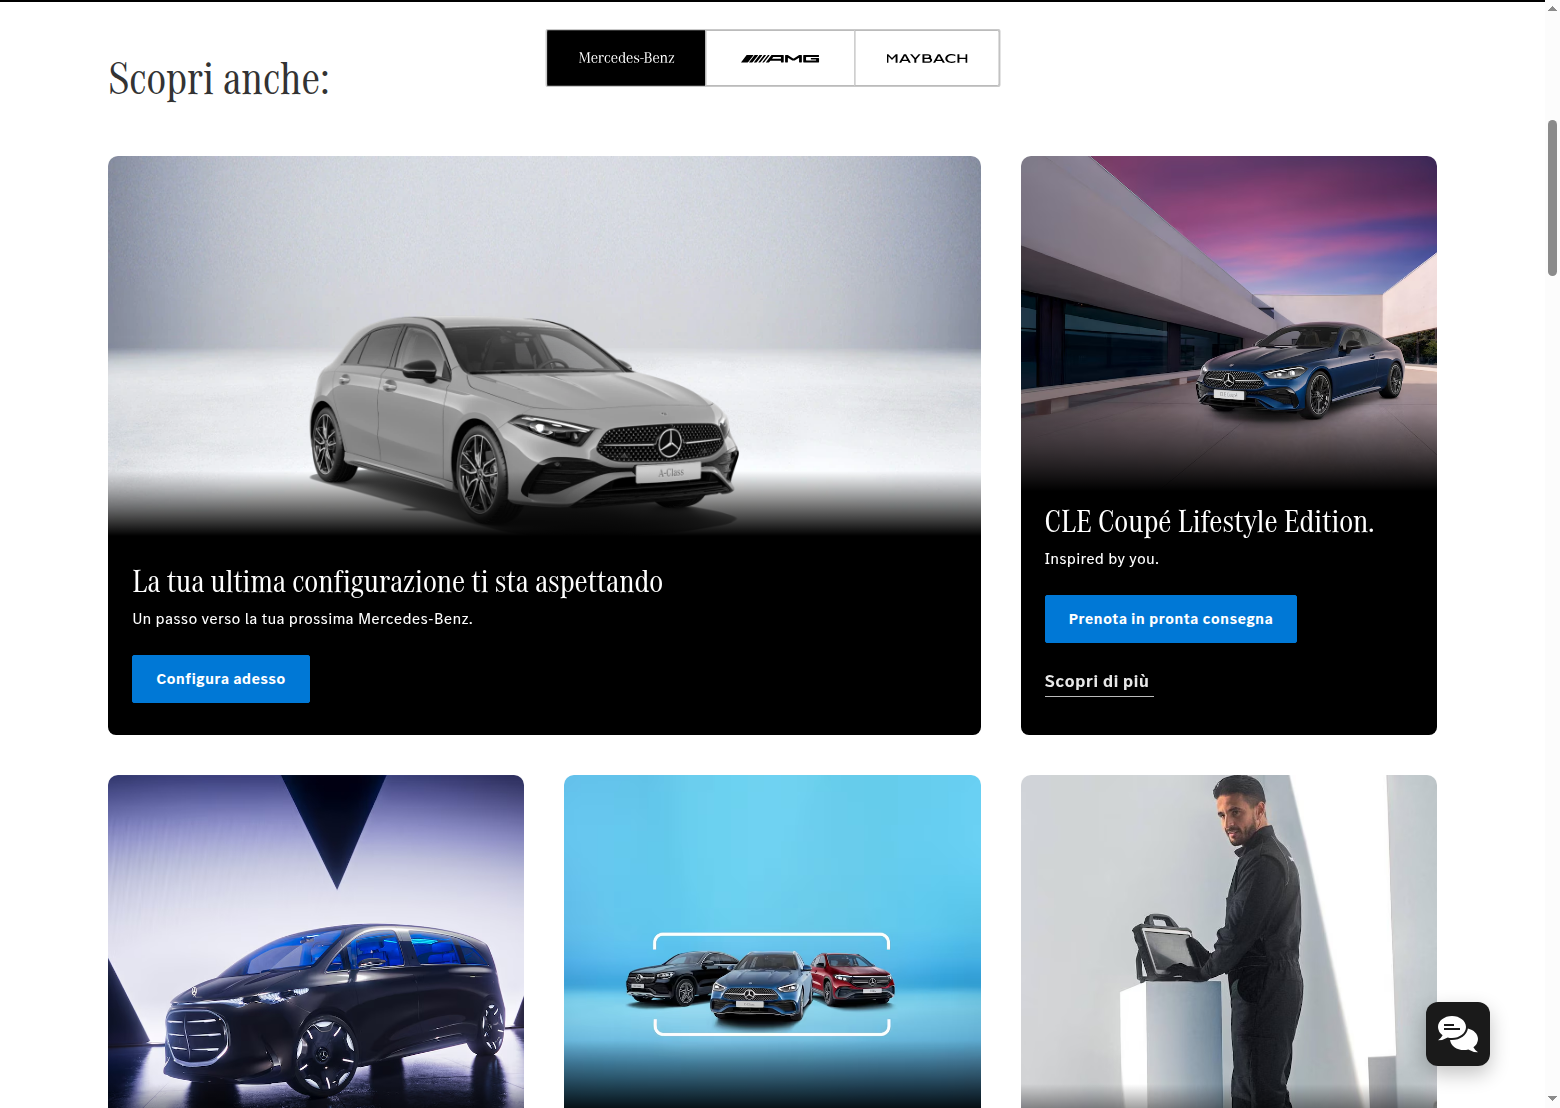 Scopri anche:
Mercedes-Benz
AMG
MAYBACH
A-Class
La tua ultima configurazione ti sta aspettando
Un passo verso la tua prossima Mercedes-Benz.
Configura adesso
CLE Coupé Lifestyle Edition.
Inspired by you.
Prenota in pronta consegna
Scopri di più